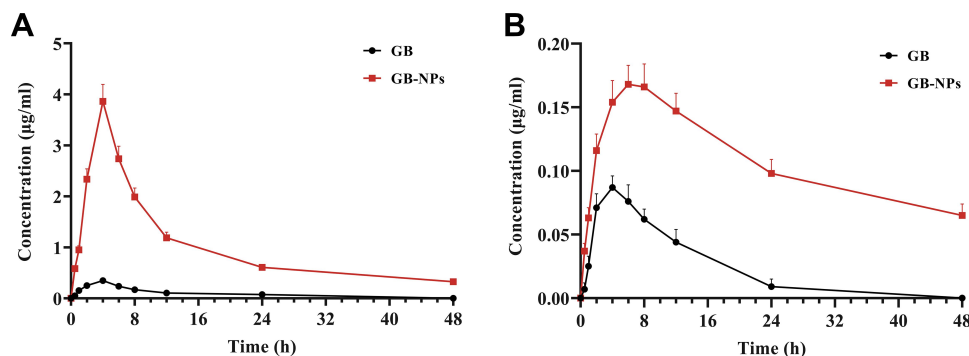 A
GB
GB-NPs
Concentration (μg/ml)
5
4
3
2
1
0
0 8 16 24 32 40 48
Time (h)
B
GB
GB-NPs
Concentration (μg/ml)
0.20
0.15
0.10
0.05
0.00
0 8 16 24 32 40 48
Time (h)